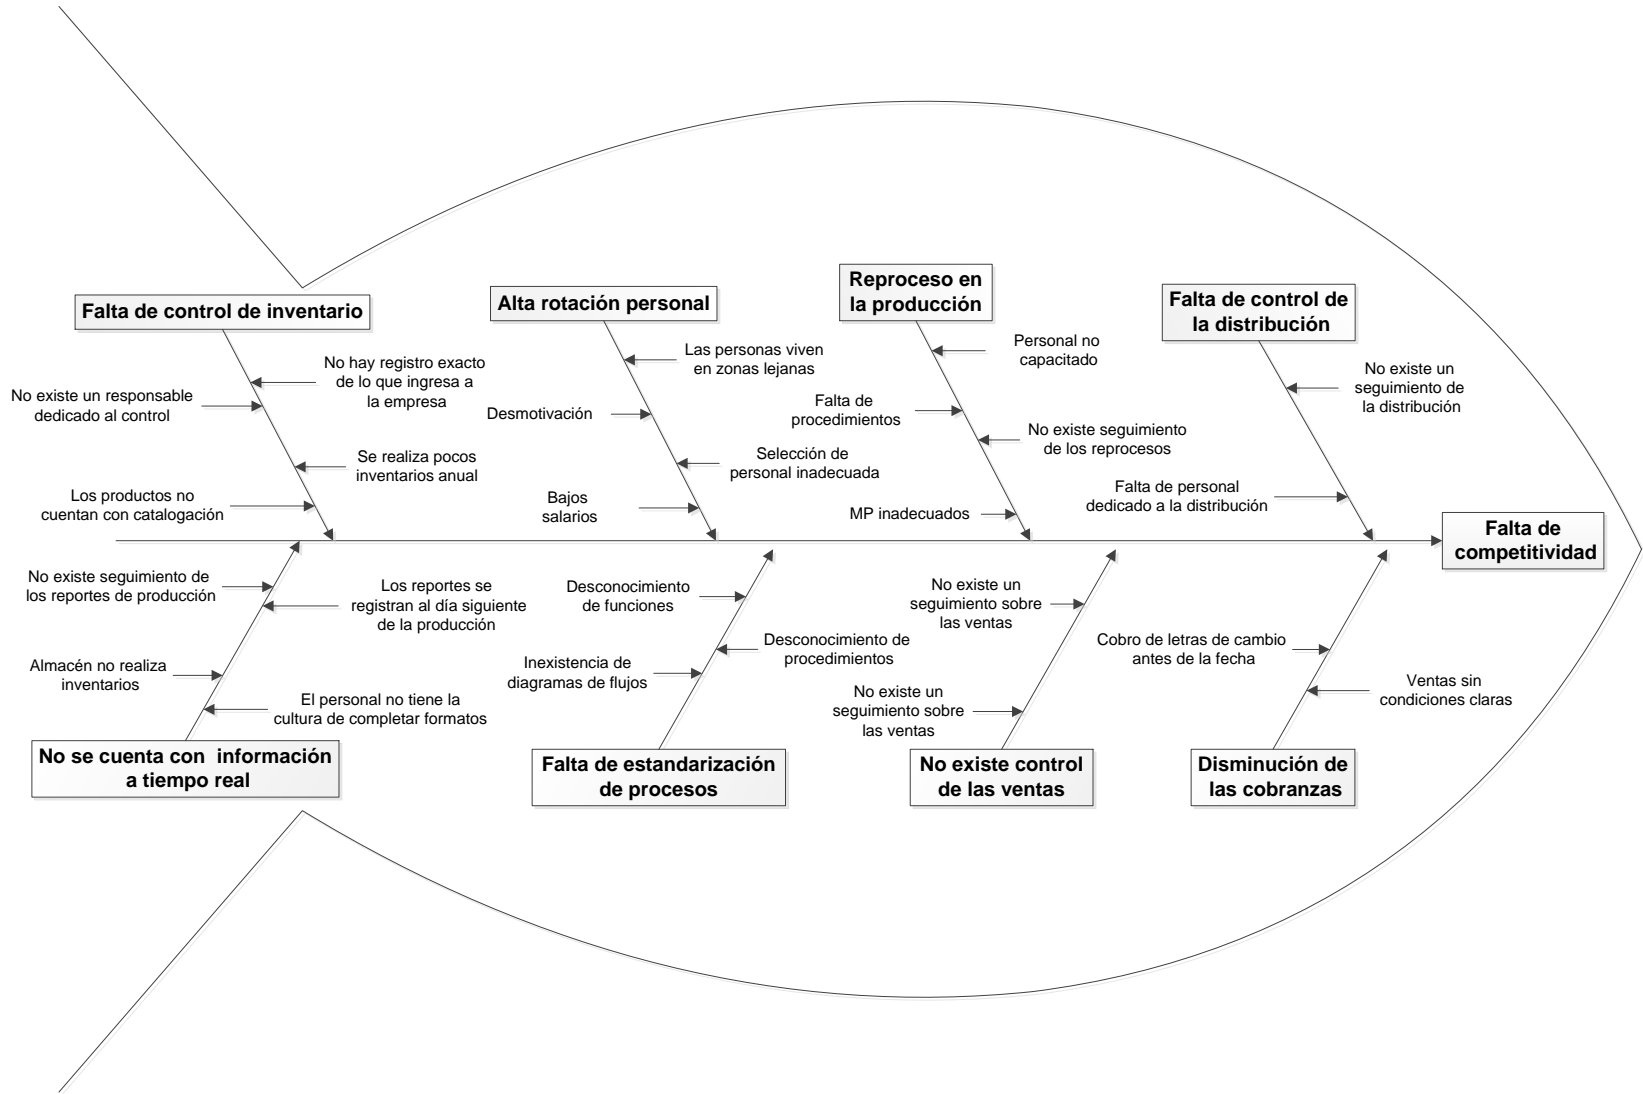 Falta de control de inventario
No hay registro exacto
de lo que ingresa a
la empresa
No existe un responsable
dedicado al control
Se realiza pocos
inventarios anual
Los productos no
cuentan con catalogación
Alta rotación personal
Las personas viven
en zonas lejanas
Desmotivación
Selección de
personal inadecuada
Bajos
salarios
Reproceso en
la producción
Personal no
capacitado
Falta de
procedimientos
No existe seguimiento
de los reprocesos
MP inadecuados
Falta de control de
la distribución
No existe un
seguimiento de
la distribución
Falta de personal
dedicado a la distribución
Falta de
competitividad
No existe seguimiento de
los reportes de producción
Los reportes se
registran al día siguiente
de la producción
Almacén no realiza
inventarios
El personal no tiene la
cultura de completar formatos
No se cuenta con  información
a tiempo real
Desconocimiento
de funciones
Desconocimiento de
procedimientos
Inexistencia de
diagramas de flujos
Falta de estandarización
de procesos
No existe un
seguimiento sobre
las ventas
No existe un
seguimiento sobre
las ventas
No existe control
de las ventas
Cobro de letras de cambio
antes de la fecha
Ventas sin
condiciones claras
Disminución de
las cobranzas